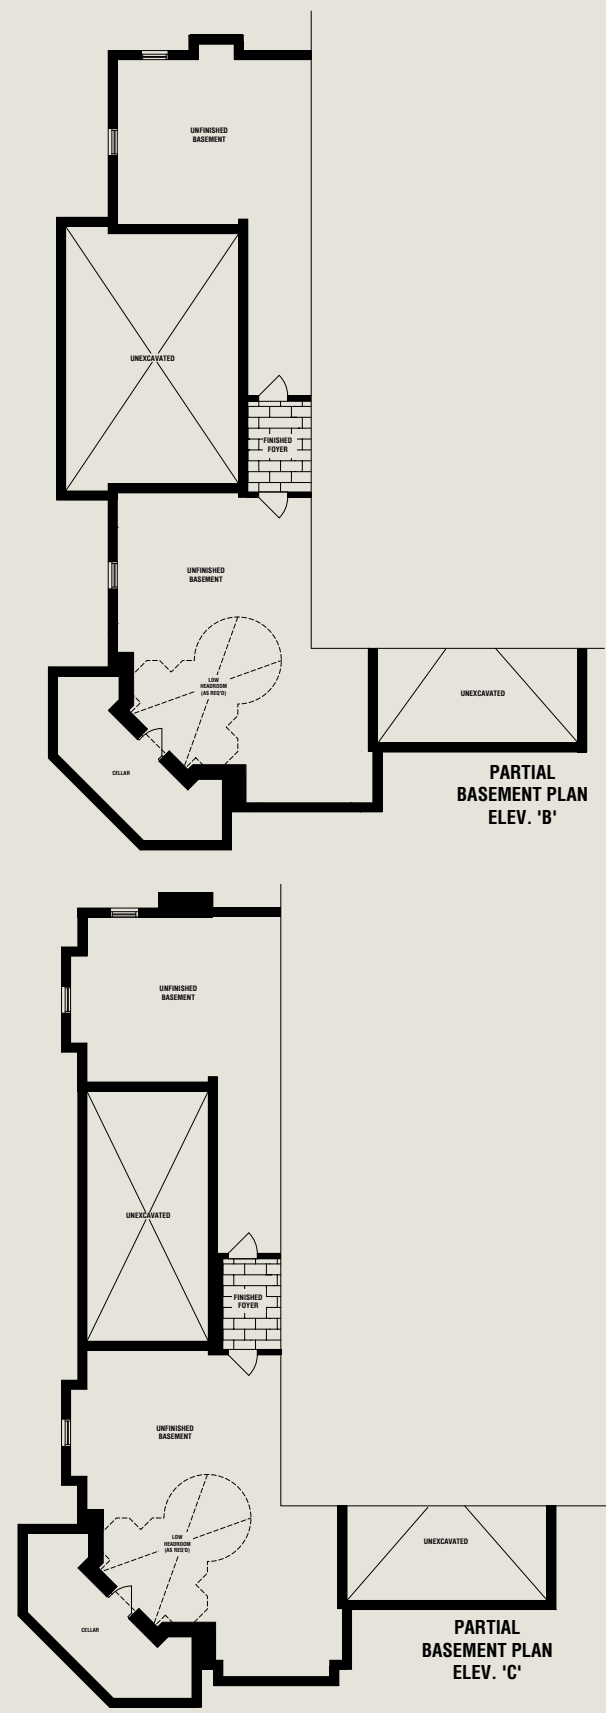 UNFINISHED
BASEMENT
UNEXCAVATED
FINISHED
FOYER
UNFINISHED
BASEMENT
LOW
HEADROOM
(AS REQ'D)
UNEXCAVATED
CELLAR
PARTIAL
BASEMENT PLAN
ELEV. 'B'
UNFINISHED
BASEMENT
UNEXCAVATED
FINISHED
FOYER
UNFINISHED
BASEMENT
LOW
HEADROOM
(AS REQ'D)
UNEXCAVATED
CELLAR
PARTIAL
BASEMENT PLAN
ELEV. 'C'